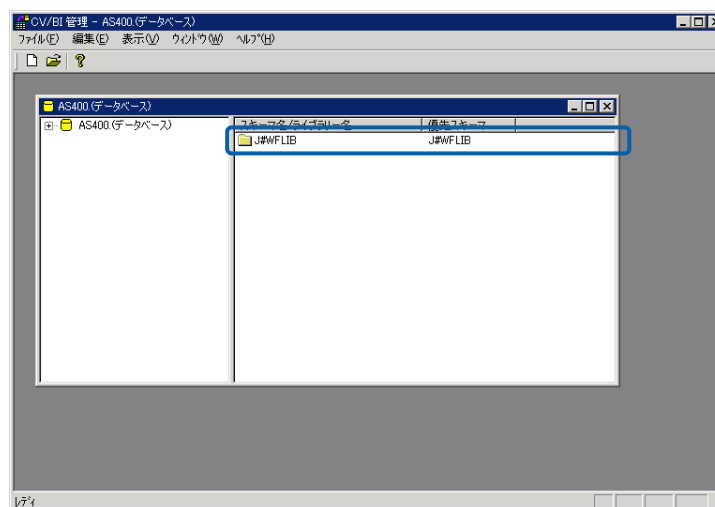 CV/BI 管理 - AS400.(データベース)
ファイル(F) 編集(E) 表示(V) ウィンドウ(W) ヘルプ(H)
AS400.(データベース)
AS400.(データベース)
スキーマ名/ライブラリー名 優先スキーマ
J#WFLIB J#WFLIB
レディ